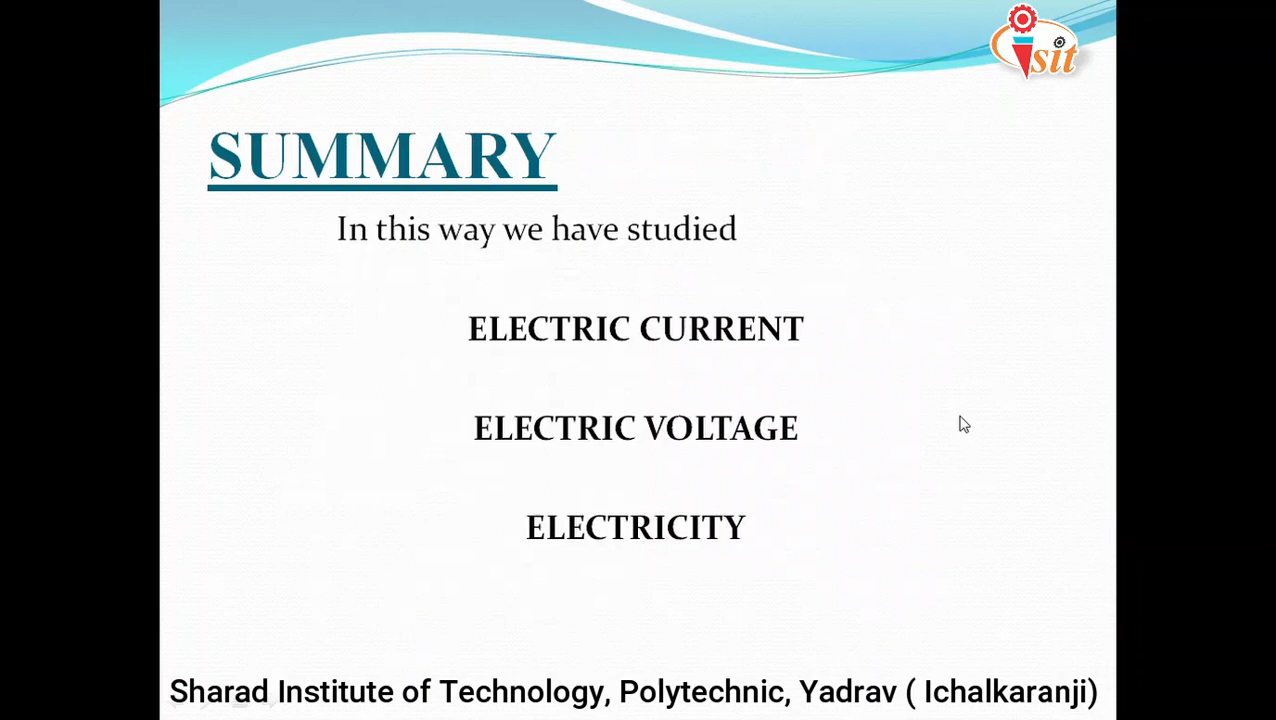 sit
SUMMARY
In this way we have studied
ELECTRIC CURRENT
ELECTRIC VOLTAGE
ELECTRICITY
Sharad Institute of Technology, Polytechnic, Yadrav ( Ichalkaranji)